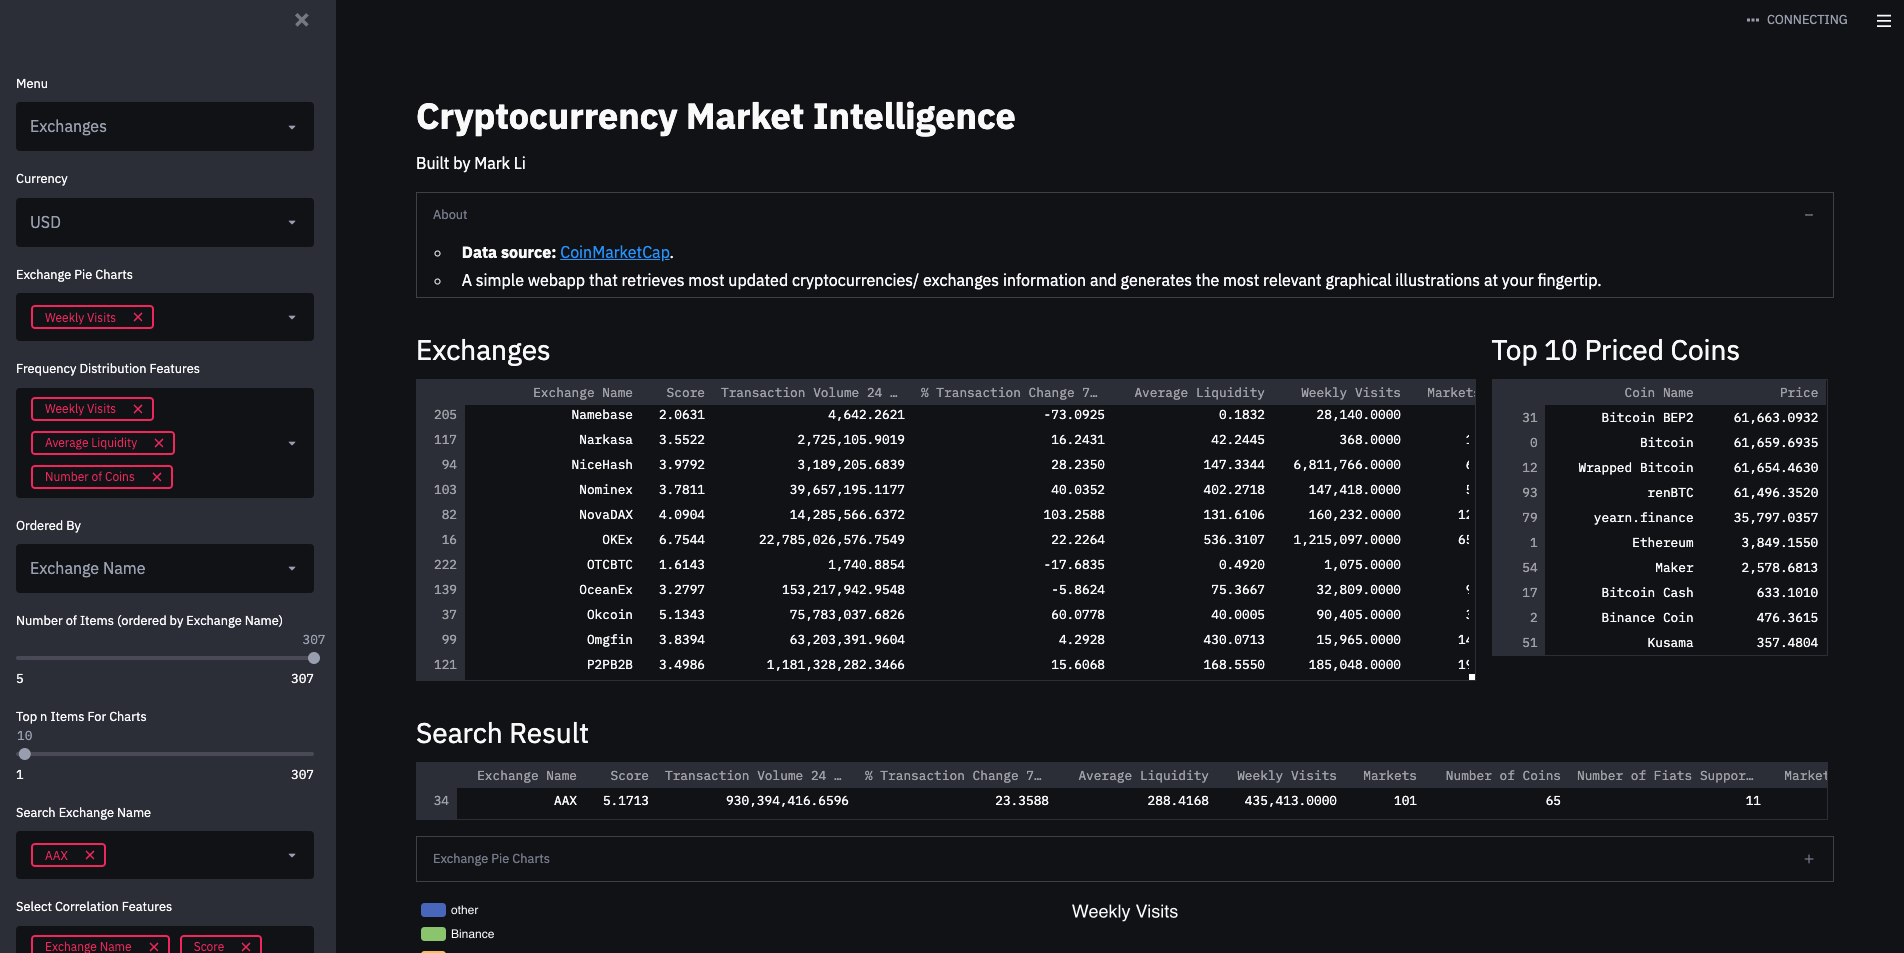 CONNECTING
Menu
Exchanges
Currency
USD
Exchange Pie Charts
Weekly Visits
Frequency Distribution Features
Weekly Visits
Average Liquidity
Number of Coins
Ordered By
Exchange Name
Number of Items (ordered by Exchange Name)
307
5 307
Top n Items For Charts
10
1 307
Search Exchange Name
AAX
Select Correlation Features
Exchange Name Score
Cryptocurrency Market Intelligence
Built by Mark Li
About
Data source: CoinMarketCap.
A simple webapp that retrieves most updated cryptocurrencies/ exchanges information and generates the most relevant graphical illustrations at your fingertip.
Exchanges
Exchange Name Score Transaction Volume 24 … % Transaction Change 7… Average Liquidity Weekly Visits Markets
205 Namebase 2.0631 4,642.2621 -73.0925 0.1832 28,140.0000
117 Narkasa 3.5522 2,725,105.9019 16.2431 42.2445 368.0000
94 NiceHash 3.9792 3,189,205.6839 28.2350 147.3344 6,811,766.0000
103 Nominex 3.7811 39,657,195.1177 40.0352 402.2718 147,418.0000
82 NovaDAX 4.0904 14,285,566.6372 103.2588 131.6106 160,232.0000
16 OKEx 6.7544 22,785,026,576.7549 22.2264 536.3107 1,215,097.0000
222 OTCBTC 1.6143 1,740.8854 -17.6835 0.4920 1,075.0000
139 OceanEx 3.2797 153,217,942.9548 -5.8624 75.3667 32,809.0000
37 Okcoin 5.1343 75,783,037.6826 60.0778 40.0005 90,405.0000
99 Omgfin 3.8394 63,203,391.9604 4.2928 430.0713 15,965.0000
121 P2PB2B 3.4986 1,181,328,282.3466 15.6068 168.5550 185,048.0000
Top 10 Priced Coins
Coin Name Price
31 Bitcoin BEP2 61,663.0932
0 Bitcoin 61,659.6935
12 Wrapped Bitcoin 61,654.4630
93 renBTC 61,496.3520
79 yearn.finance 35,797.0357
1 Ethereum 3,849.1550
54 Maker 2,578.6813
17 Bitcoin Cash 633.1010
2 Binance Coin 476.3615
51 Kusama 357.4804
Search Result
Exchange Name Score Transaction Volume 24 … % Transaction Change 7… Average Liquidity Weekly Visits Markets Number of Coins Number of Fiats Suppor… Market
34 AAX 5.1713 930,394,416.6596 23.3588 288.4168 435,413.0000 101 65 11
Exchange Pie Charts
Weekly Visits
other
Binance